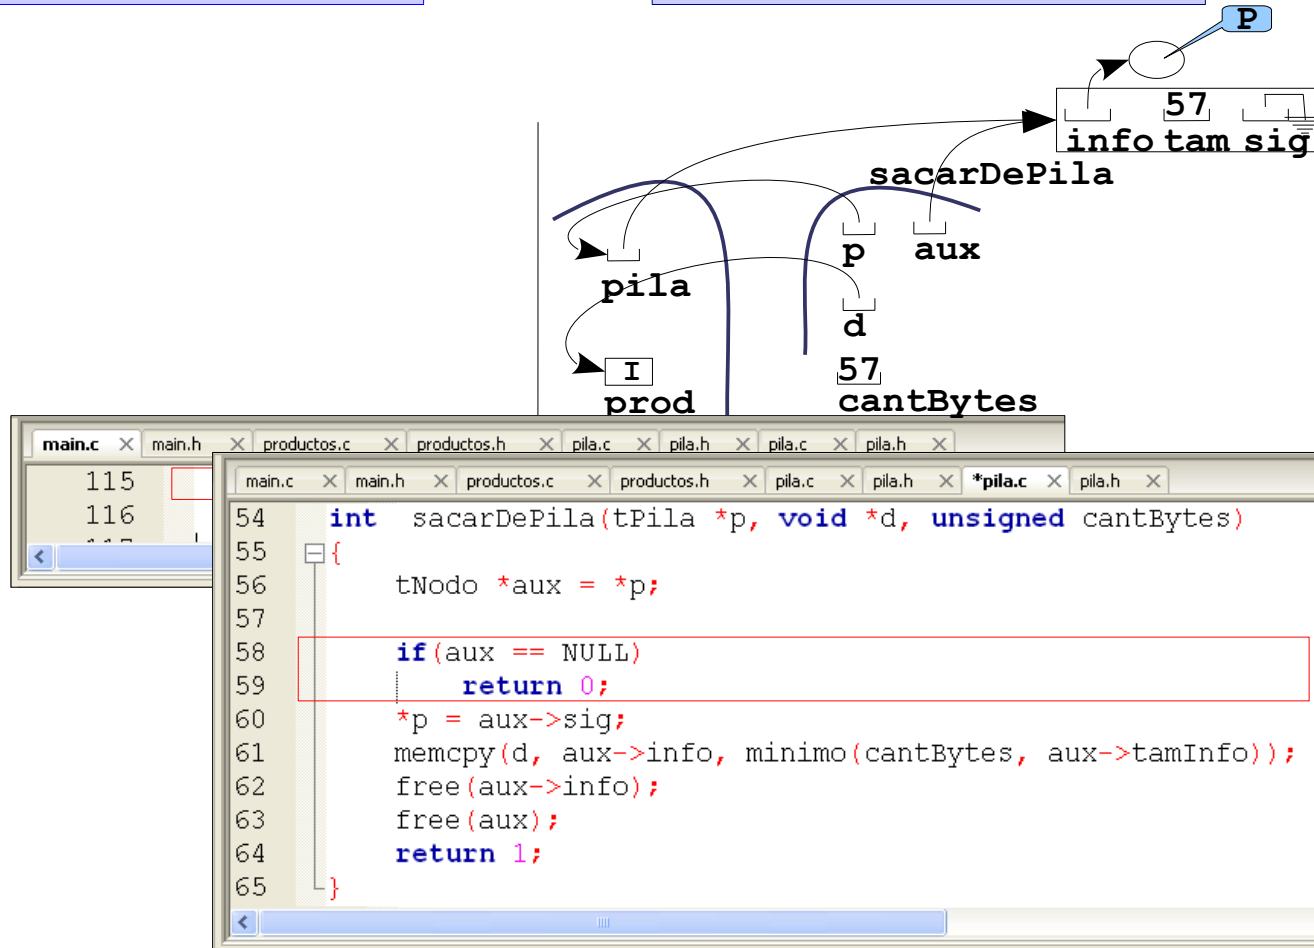 P
57
info tam sig
sacarDePila
p aux
pila
d
I 57
prod cantBytes
main.c main.h productos.c productos.h pila.c pila.h pila.c pila.h
115
116
main.c main.h productos.c productos.h pila.c pila.h *pila.c pila.h
54 int sacarDePila(tPila *p, void *d, unsigned cantBytes)
55 {
56 tNodo *aux = *p;
57
58 if(aux == NULL)
59 return 0;
60 *p = aux->sig;
61 memcpy(d, aux->info, minimo(cantBytes, aux->tamInfo));
62 free(aux->info);
63 free(aux);
64 return 1;
65 }